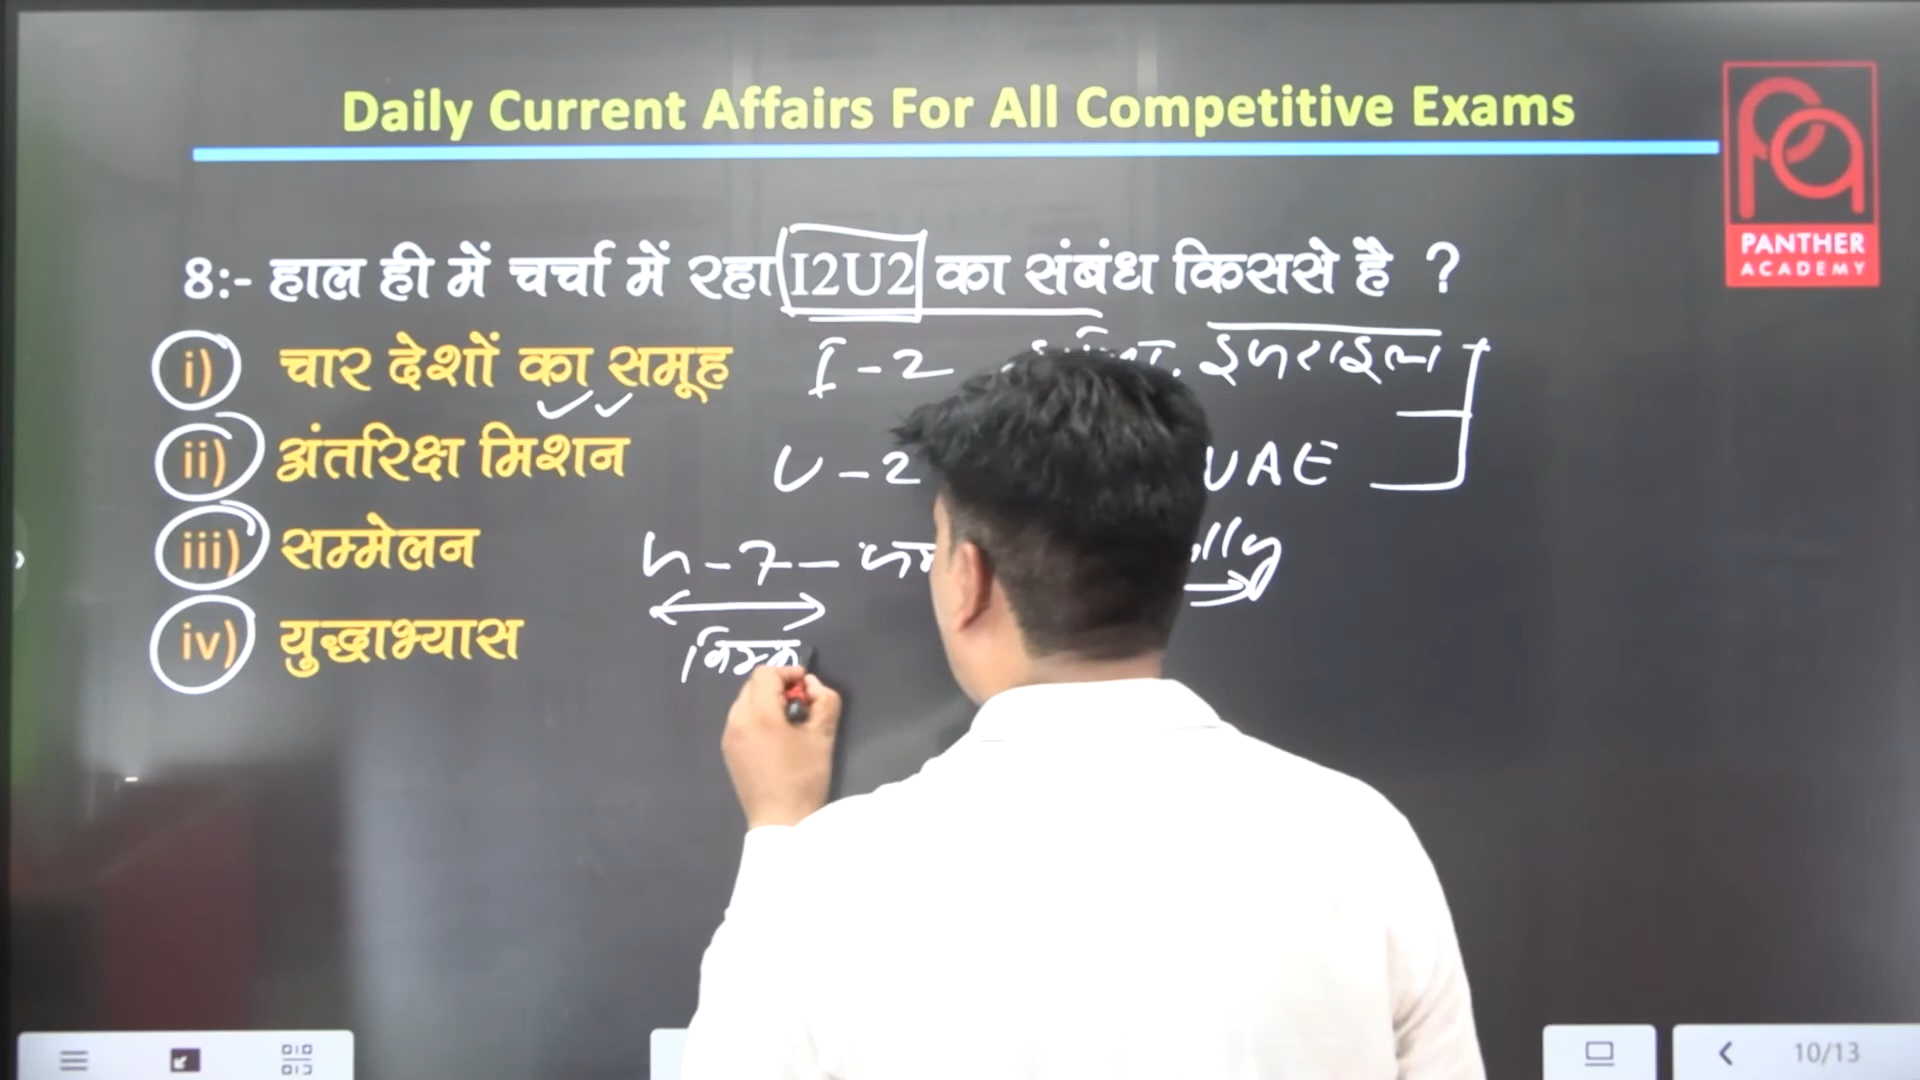 Daily Current Affairs For All Competitive Exams
PANTHER
ACADEMY
8:- हाल ही में चर्चा में रहा I2U2 का संबंध किससे है ?
i) चार देशों का समूह
I-2 इजराइल
ii) अंतरिक्ष मिशन
U-2 UAE
iii) सम्मेलन
iv) युद्धाभ्यास
10/13